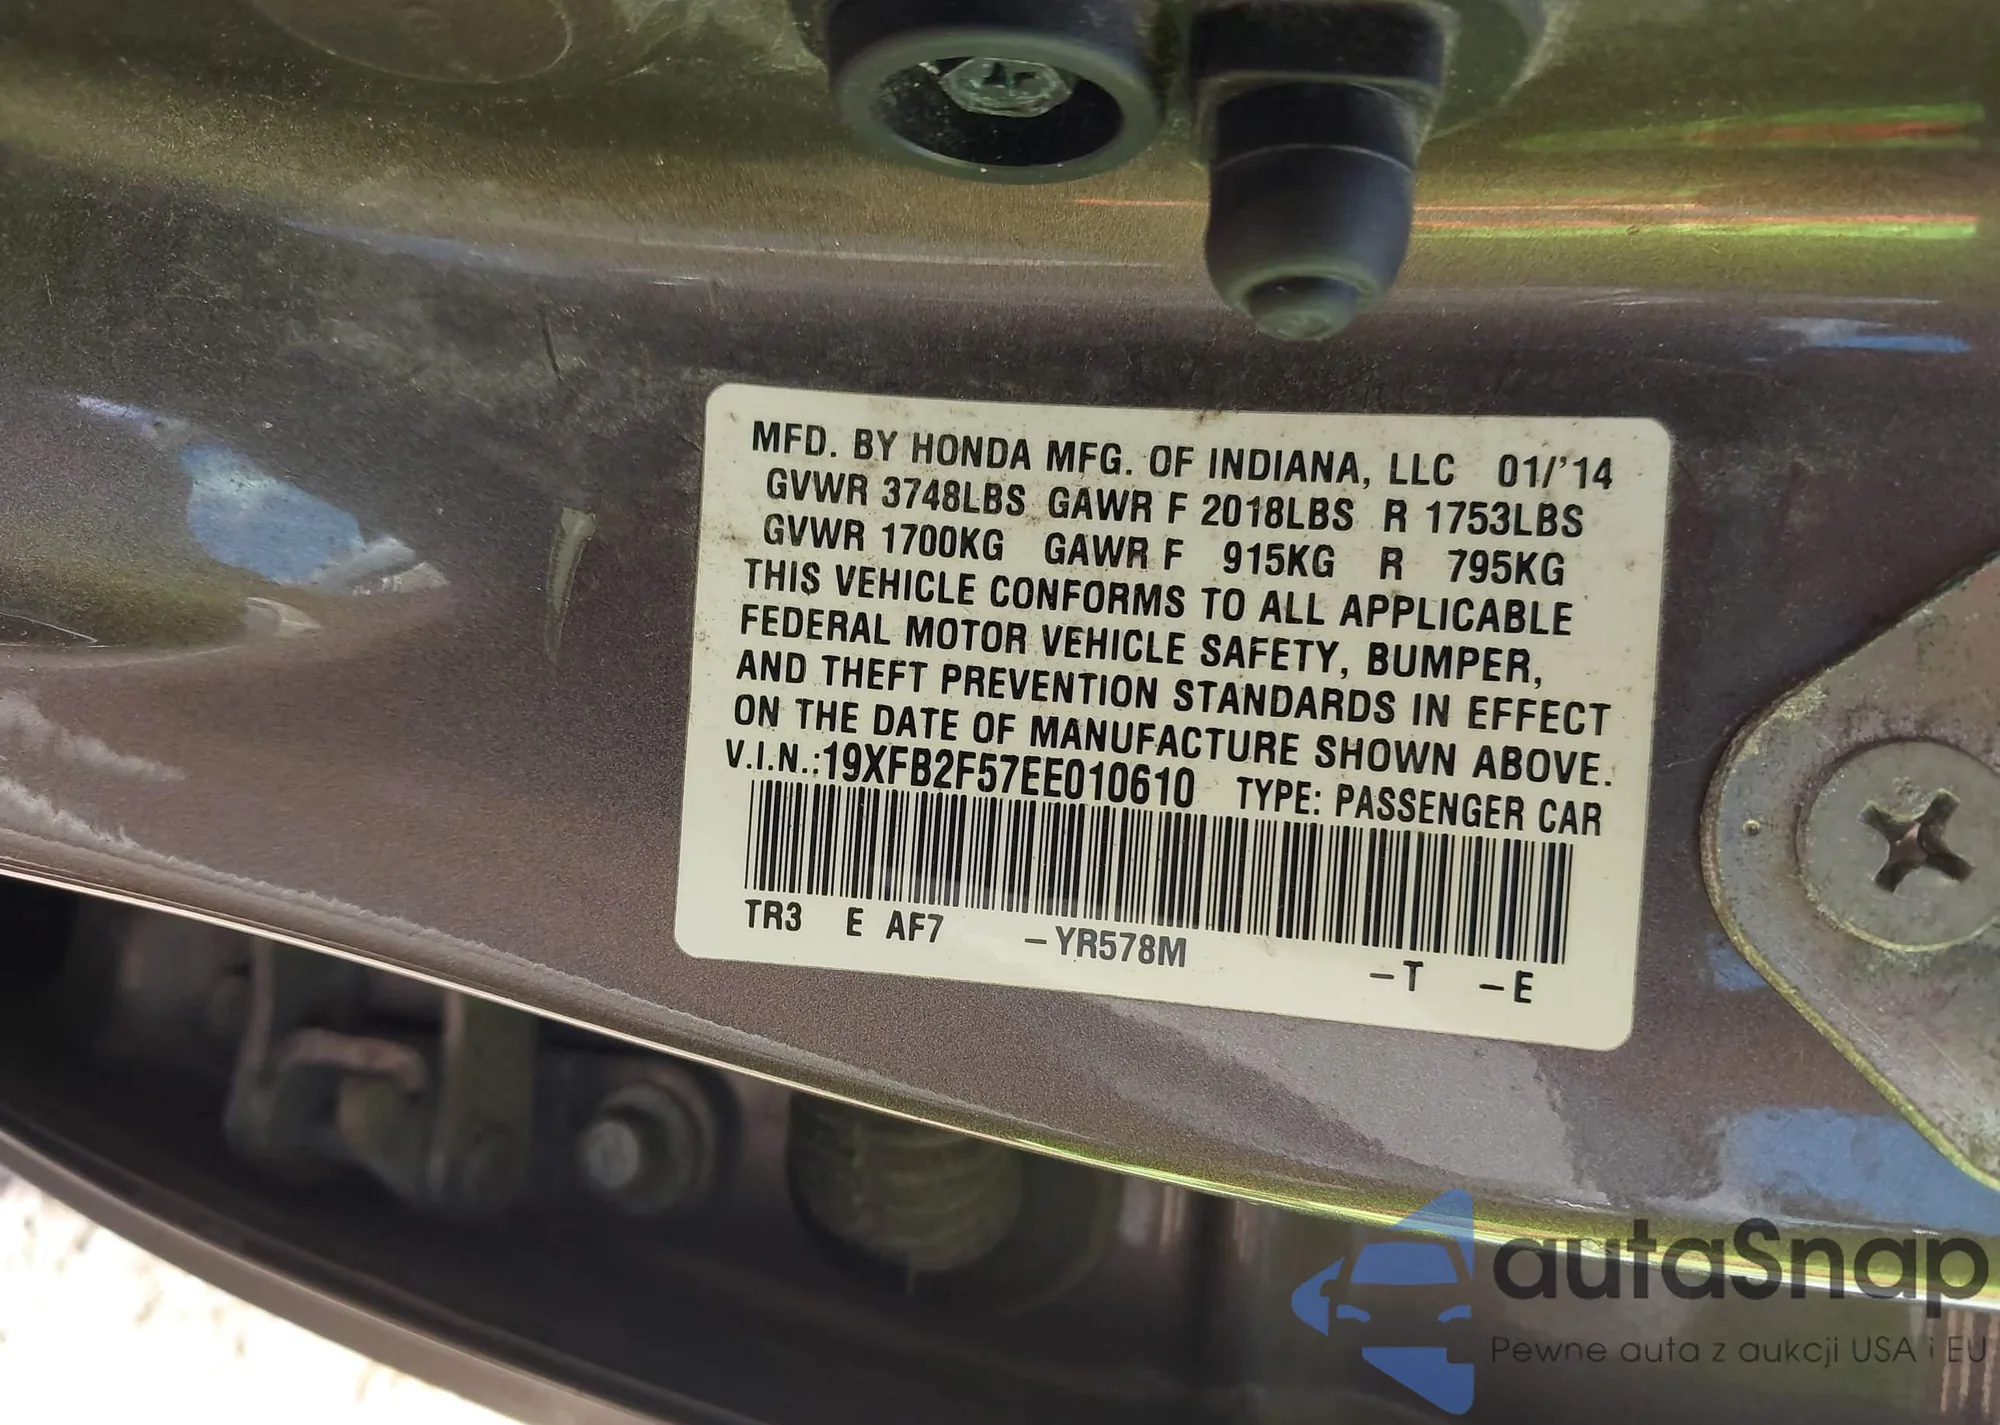 MFD. BY HONDA MFG. OF INDIANA, LLC 01/'14
GVWR 3748LBS GAWR F 2018LBS R 1753LBS
GVWR 1700KG GAWR F 915KG R 795KG
THIS VEHICLE CONFORMS TO ALL APPLICABLE
FEDERAL MOTOR VEHICLE SAFETY, BUMPER,
AND THEFT PREVENTION STANDARDS IN EFFECT
ON THE DATE OF MANUFACTURE SHOWN ABOVE.
V.I.N.:19XFB2F57EE010610 TYPE: PASSENGER CAR
TR3 E AF7 -YR578M -T -E
autaSnap
Pewne auta z aukcji USA i EU